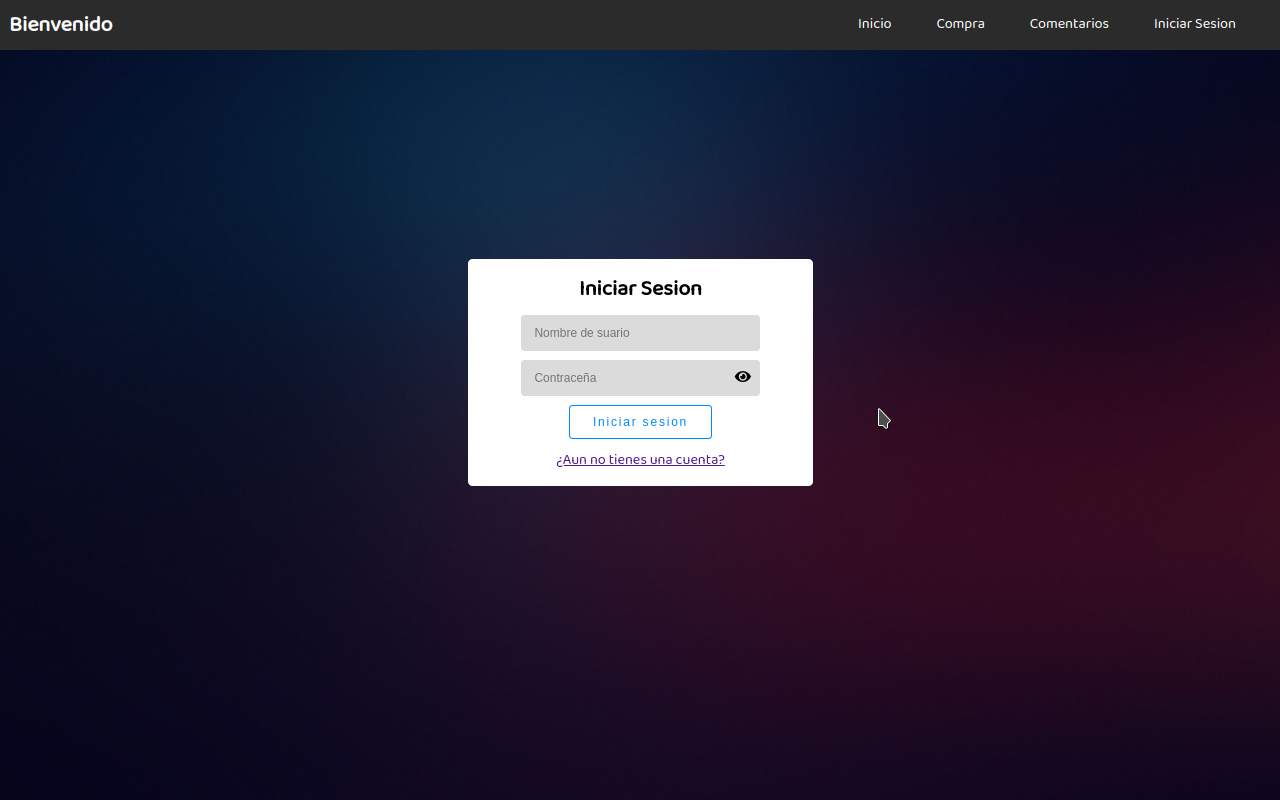 Bienvenido
Inicio Compra Comentarios Iniciar Sesion
Iniciar Sesion
Nombre de suario
Contraceña
Iniciar sesion
¿Aun no tienes una cuenta?